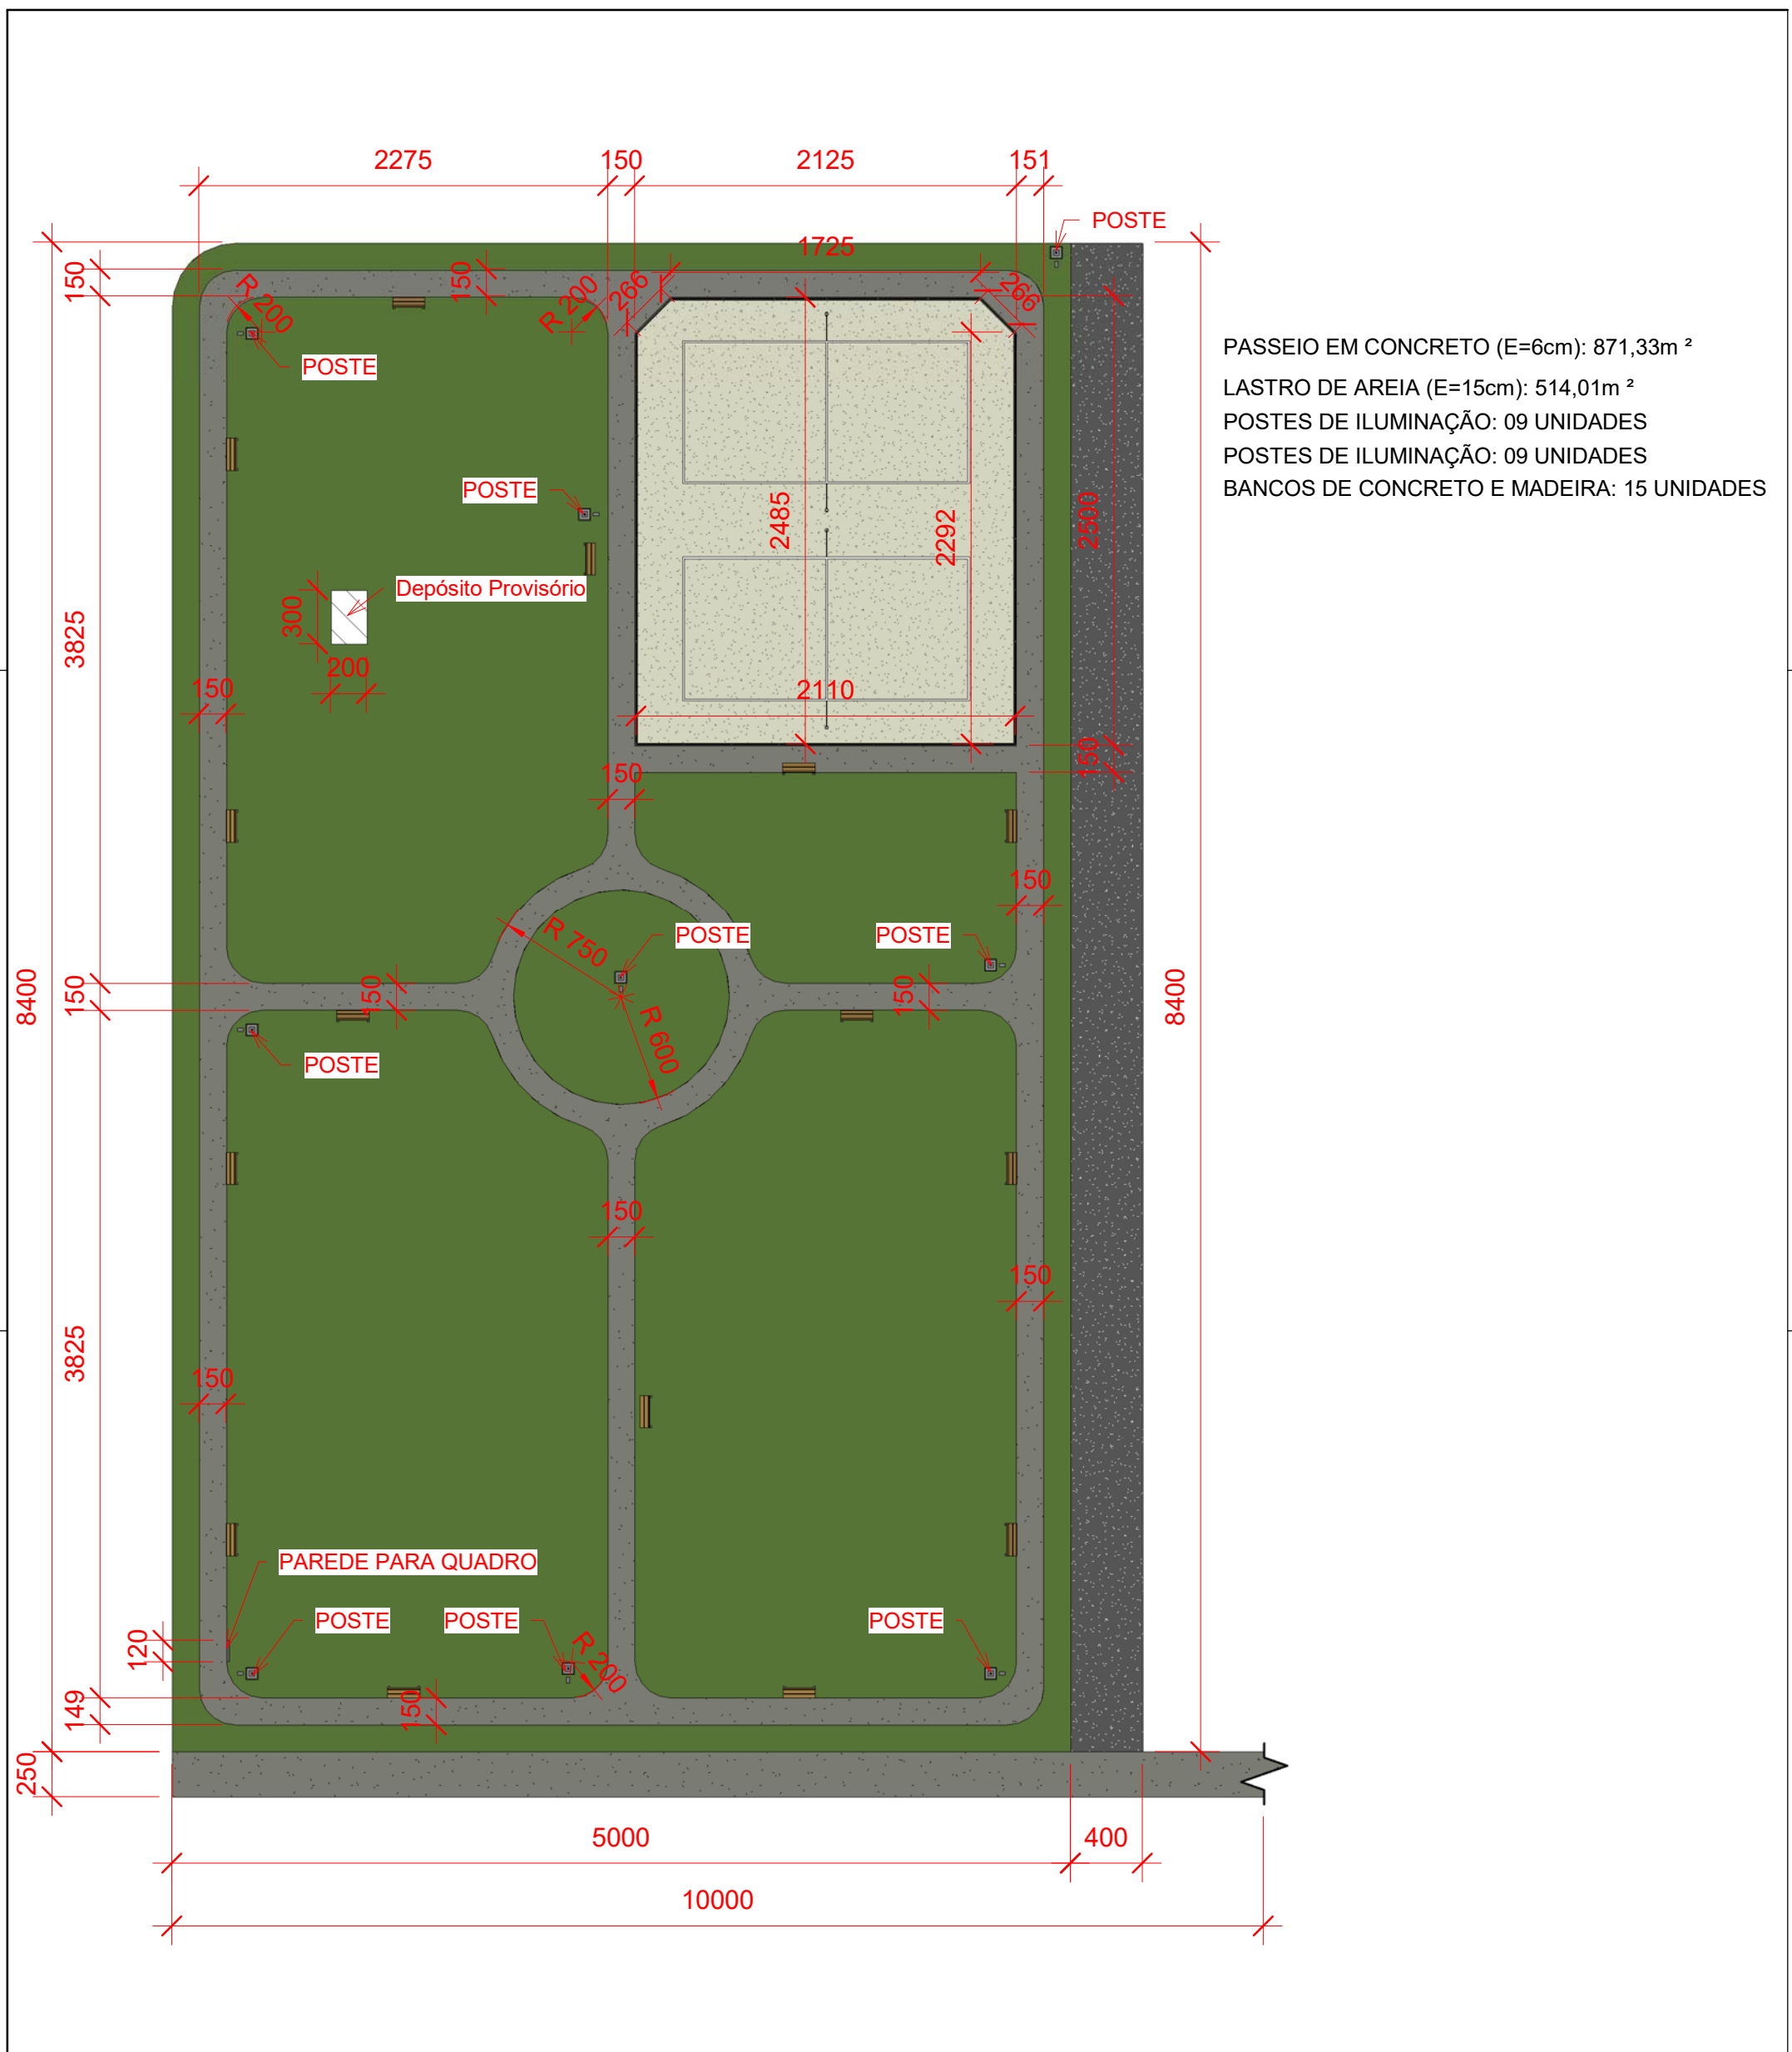 2275
150
2125
151
POSTE
1725
150
150
R 200
R 200
266
266
POSTE
PASSEIO EM CONCRETO (E=6cm): 871,33m ²
LASTRO DE AREIA (E=15cm): 514,01m ²
POSTES DE ILUMINAÇÃO: 09 UNIDADES
POSTES DE ILUMINAÇÃO: 09 UNIDADES
BANCOS DE CONCRETO E MADEIRA: 15 UNIDADES
POSTE
2485
2292
2500
Depósito Provisório
300
3825
200
150
2110
150
150
150
R 750
POSTE
POSTE
8400
150
150
150
8400
R 600
POSTE
150
150
3825
150
PAREDE PARA QUADRO
POSTE
POSTE
POSTE
120
R 200
149
150
250
5000
400
10000